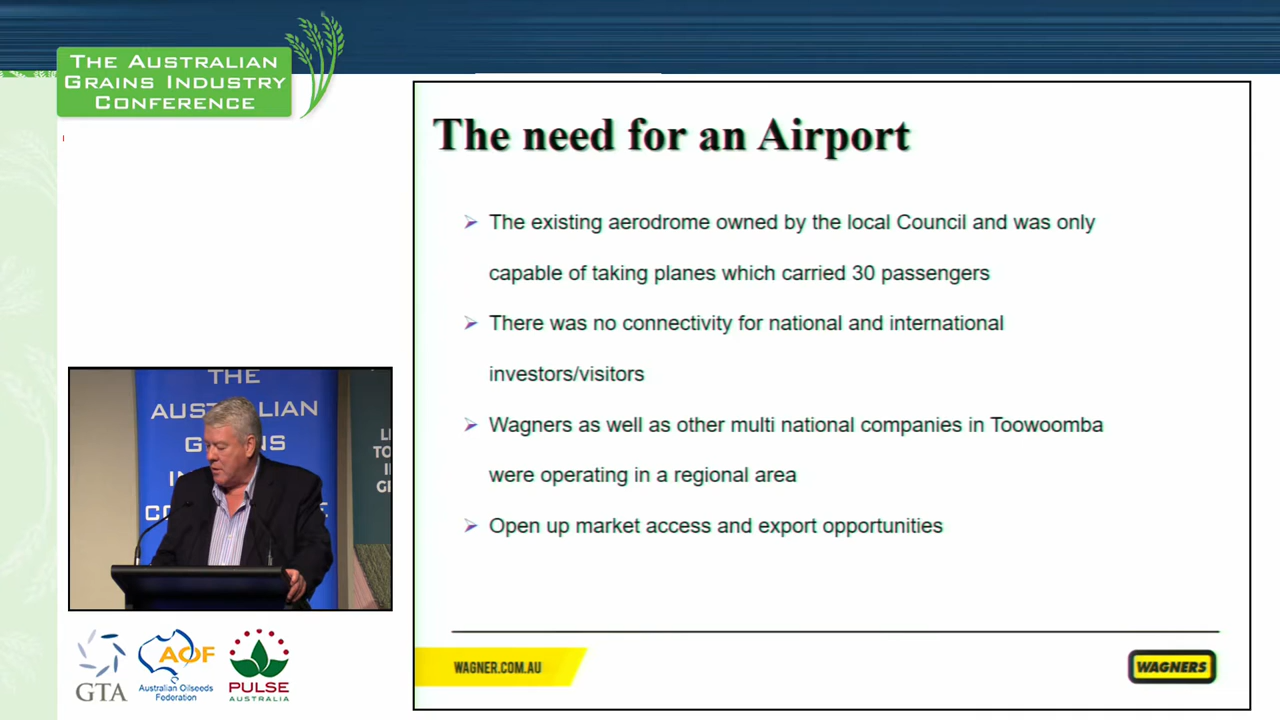 THE AUSTRALIAN
GRAINS INDUSTRY
CONFERENCE
The need for an Airport
The existing aerodrome owned by the local Council and was only
capable of taking planes which carried 30 passengers
There was no connectivity for national and international
investors/visitors
Wagners as well as other multi national companies in Toowoomba
were operating in a regional area
Open up market access and export opportunities
WAGNER.COM.AU
WAGNERS
THE
AUSTRALIAN
GTA
AOF
Australian Oilseeds
Federation
PULSE
AUSTRALIA